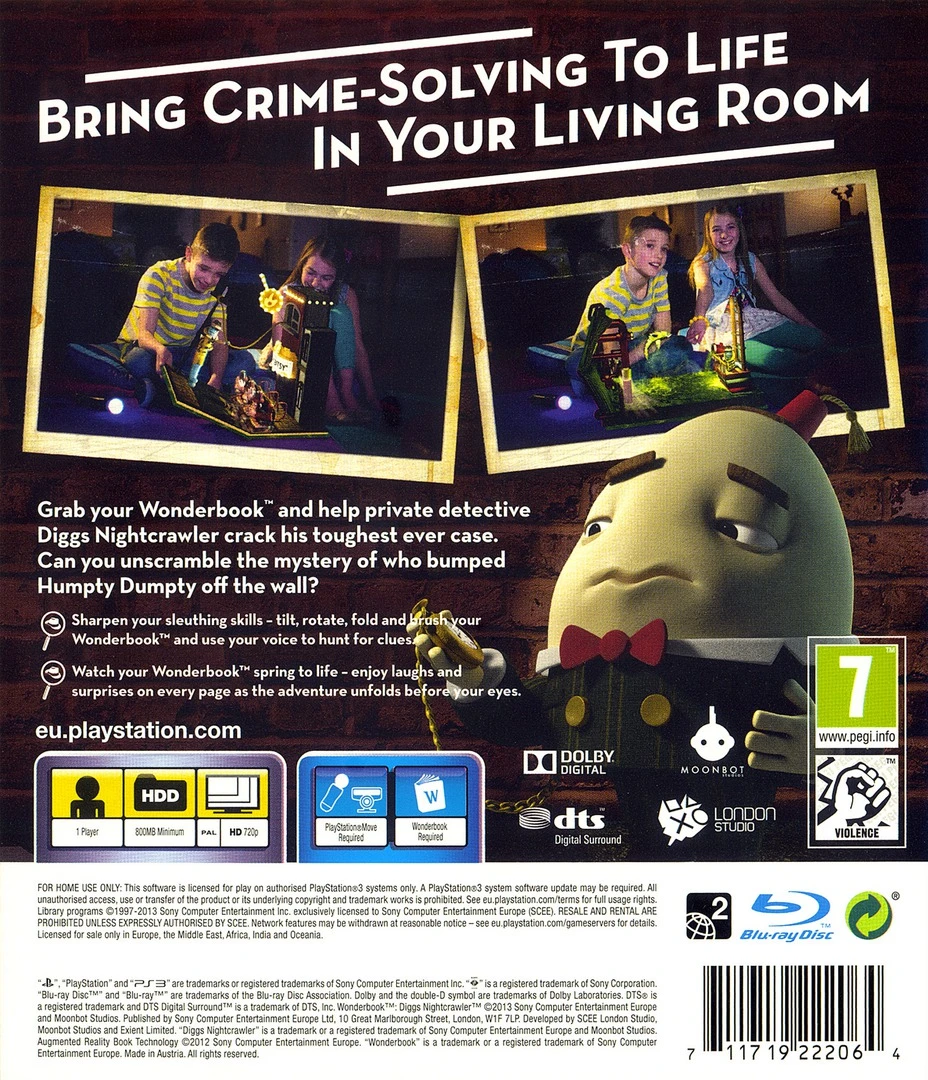 BRING CRIME-SOLVING TO LIFE
IN YOUR LIVING ROOM
Grab your Wonderbook™ and help private detective
Diggs Nightcrawler crack his toughest ever case.
Can you unscramble the mystery of who bumped
Humpty Dumpty off the wall?
Sharpen your sleuthing skills – tilt, rotate, fold and brush your
Wonderbook™ and use your voice to hunt for clues.
Watch your Wonderbook™ spring to life – enjoy laughs and
surprises on every page as the adventure unfolds before your eyes.
eu.playstation.com
HDD
1 Player
800MB Minimum
PAL
HD 720p
W
PlayStation®Move
Required
Wonderbook
Required
DOLBY
DIGITAL
MOONBOT
STUDIOS
dts™
Digital Surround
LONDON
STUDIO
7™
www.pegi.info
™
VIOLENCE
FOR HOME USE ONLY: This software is licensed for play on authorised PlayStation®3 systems only. A PlayStation®3 system software update may be required. All
unauthorised access, use or transfer of the product or its underlying copyright and trademark works is prohibited. See eu.playstation.com/terms for full usage rights.
Library programs ©1997-2013 Sony Computer Entertainment Inc. exclusively licensed to Sony Computer Entertainment Europe (SCEE). RESALE AND RENTAL ARE
PROHIBITED UNLESS EXPRESSLY AUTHORISED BY SCEE. Network features may be withdrawn at reasonable notice – see eu.playstation.com/gameservers for details.
Licensed for sale only in Europe, the Middle East, Africa, India and Oceania.
2
Blu-ray Disc™
®
" ", "PlayStation" and "PS3" are trademarks or registered trademarks of Sony Computer Entertainment Inc. " " is a registered trademark of Sony Corporation.
"Blu-ray Disc™" and "Blu-ray™" are trademarks of the Blu-ray Disc Association. Dolby and the double-D symbol are trademarks of Dolby Laboratories. DTS® is
a registered trademark and DTS Digital Surround™ is a trademark of DTS, Inc. Wonderbook™: Diggs Nightcrawler™ ©2013 Sony Computer Entertainment Europe
and Moonbot Studios. Published by Sony Computer Entertainment Europe Ltd, 10 Great Marlborough Street, London, W1F 7LP. Developed by SCEE London Studio,
Moonbot Studios and Exient Limited. "Diggs Nightcrawler" is a trademark or a registered trademark of Sony Computer Entertainment Europe and Moonbot Studios.
Augmented Reality Book Technology ©2012 Sony Computer Entertainment Europe. "Wonderbook" is a trademark or a registered trademark of Sony Computer
Entertainment Europe. Made in Austria. All rights reserved.
7 11719 22206 4